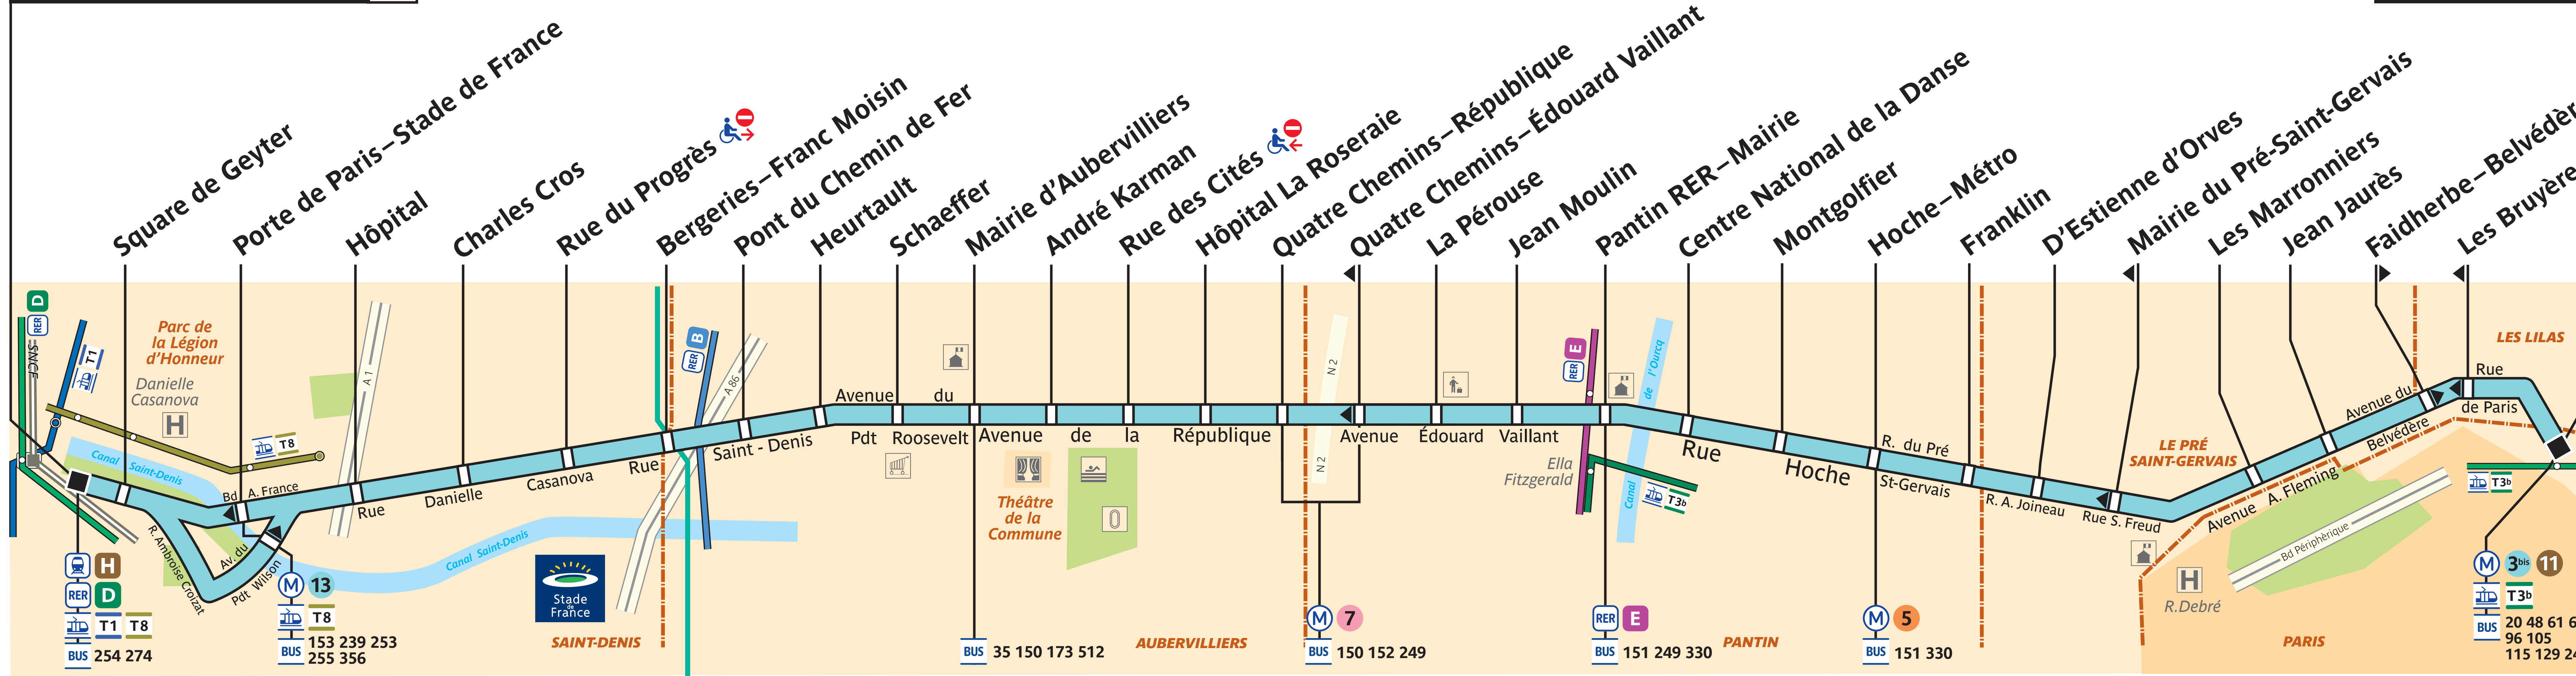 Square de Geyter
Porte de Paris–Stade de France
Hôpital
Charles Cros
Rue du Progrès
Bergeries–Franc Moisin
Pont du Chemin de Fer
Heurtault
Schaeffer
Mairie d'Aubervilliers
André Karman
Rue des Cités
Hôpital La Roseraie
Quatre Chemins–République
Quatre Chemins–Édouard Vaillant
La Pérouse
Jean Moulin
Pantin RER–Mairie
Centre National de la Danse
Montgolfier
Hoche–Métro
Franklin
D'Estienne d'Orves
Mairie du Pré-Saint-Gervais
Les Marronniers
Jean Jaurès
Faidherbe–Belvédèr
Les Bruyère
D
RER
SNCF
T1
Parc de
la Légion
d'Honneur
Danielle
Casanova
H
T8
A 1
RER B
A 86
RER E
Canal de l'Ourcq
N 2
N 2
LES LILAS
LE PRÉ
SAINT-GERVAIS
Canal Saint-Denis
Bd A. France
R. Ambroise Croizat
Av. du
Pdt Wilson
Rue Danielle Casanova
Rue Saint - Denis
Avenue du
Pdt Roosevelt
Avenue de la République
Avenue Édouard Vaillant
Rue Hoche
R. du Pré
St-Gervais
R. A. Joineau
Rue S. Freud
Avenue A. Fleming
Avenue du
Belvédère
Rue
de Paris
Théâtre
de la
Commune
Ella
Fitzgerald
T3b
T3b
Bd Périphérique
H
R.Debré
Canal Saint-Denis
Stade
de
France
H
RER D
T1 T8
BUS 254 274
M 13
T8
BUS 153 239 253
255 356
SAINT-DENIS
BUS 35 150 173 512
AUBERVILLIERS
M 7
BUS 150 152 249
RER E
BUS 151 249 330
PANTIN
M 5
BUS 151 330
PARIS
M 3bis 11
T3b
BUS 20 48 61 6
96 105
115 129 24